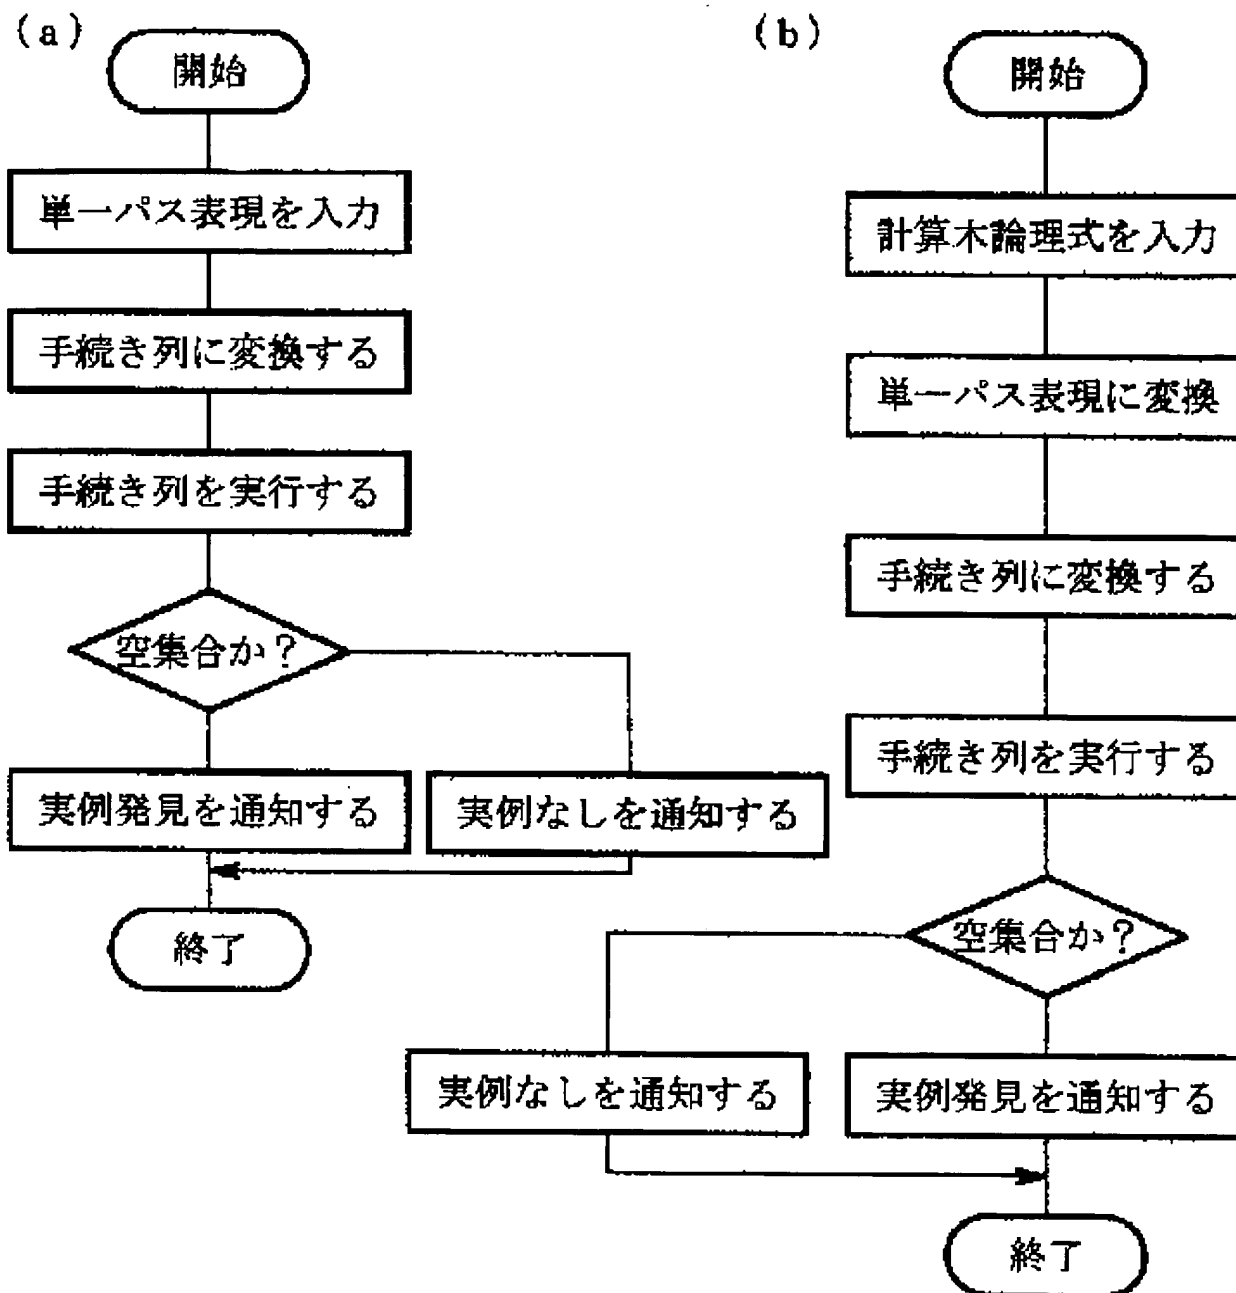 (a)
開始
単一パス表現を入力
手続き列に変換する
手続き列を実行する
空集合か?
実例発見を通知する
実例なしを通知する
終了
(b)
開始
計算木論理式を入力
単一パス表現に変換
手続き列に変換する
手続き列を実行する
空集合か?
実例なしを通知する
実例発見を通知する
終了